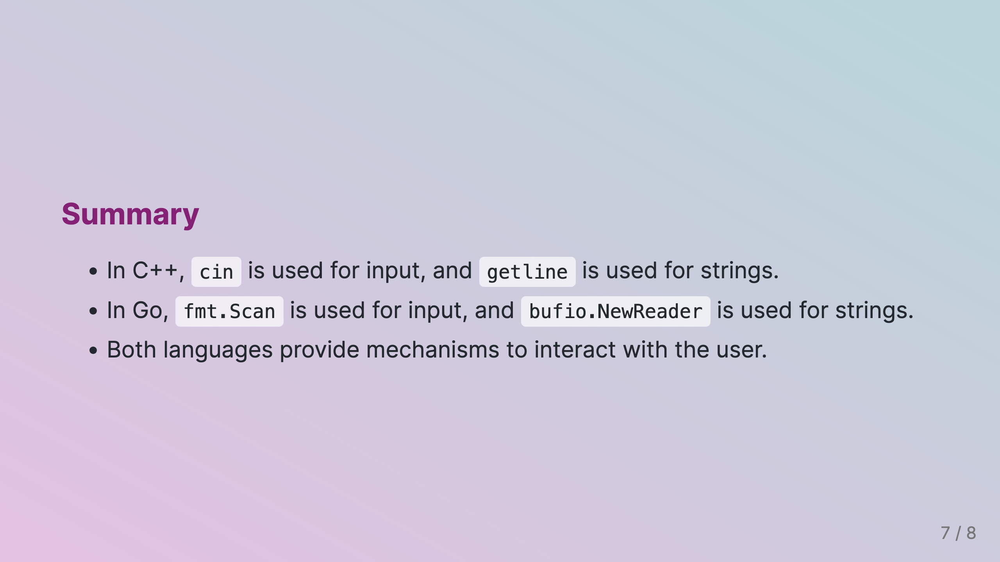 Summary
• In C++, cin is used for input, and getline is used for strings.
• In Go, fmt.Scan is used for input, and bufio.NewReader is used for strings.
• Both languages provide mechanisms to interact with the user.
7 / 8